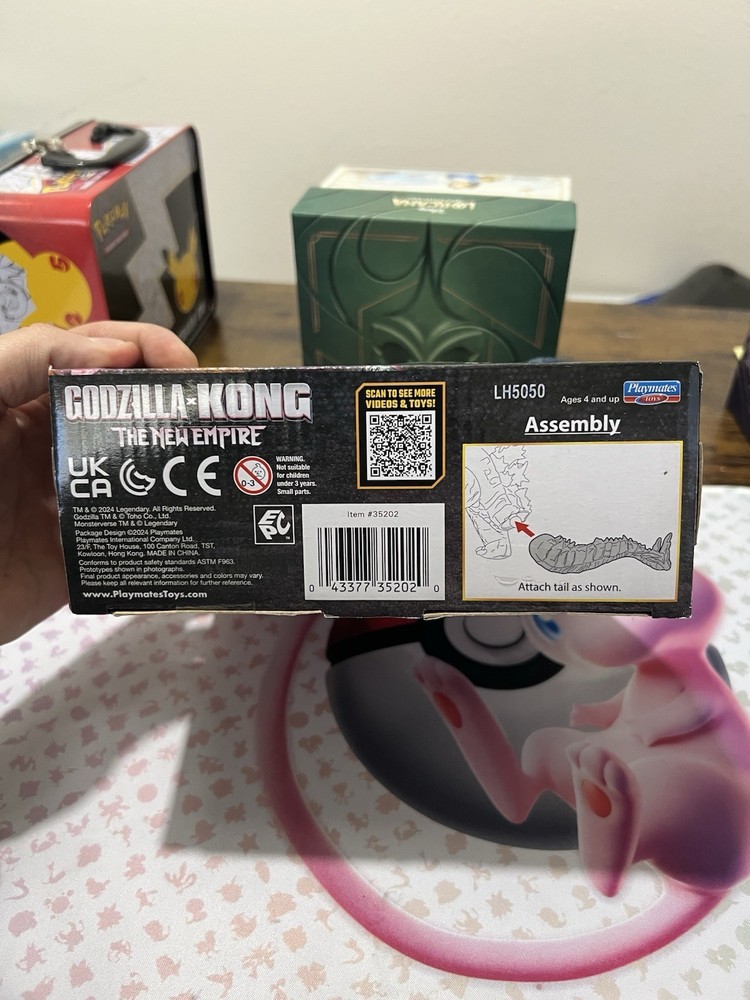 Pokémon
DISNEY
LORCANA
GODZILLA × KONG
THE NEW EMPIRE
UK
CA
CE
0-3
WARNING.
Not suitable
for children
under 3 years.
Small parts.
TM & © 2024 Legendary. All Rights Reserved.
Godzilla TM & © Toho Co., Ltd.
Monsterverse TM & © Legendary
Package Design ©2024 Playmates
Playmates International Company Ltd.
23/F, The Toy House, 100 Canton Road, TST,
Kowloon, Hong Kong. MADE IN CHINA.
Conforms to product safety standards ASTM F963.
Prototypes shown in photographs.
Final product appearance, accessories and colors may vary.
Please keep all relevant information for further reference.
www.PlaymatesToys.com
EPC
SCAN TO SEE MORE
VIDEOS & TOYS!
Item #35202
0 43377 35202 0
LH5050
Ages 4 and up
Playmates
TOYS
Assembly
Attach tail as shown.